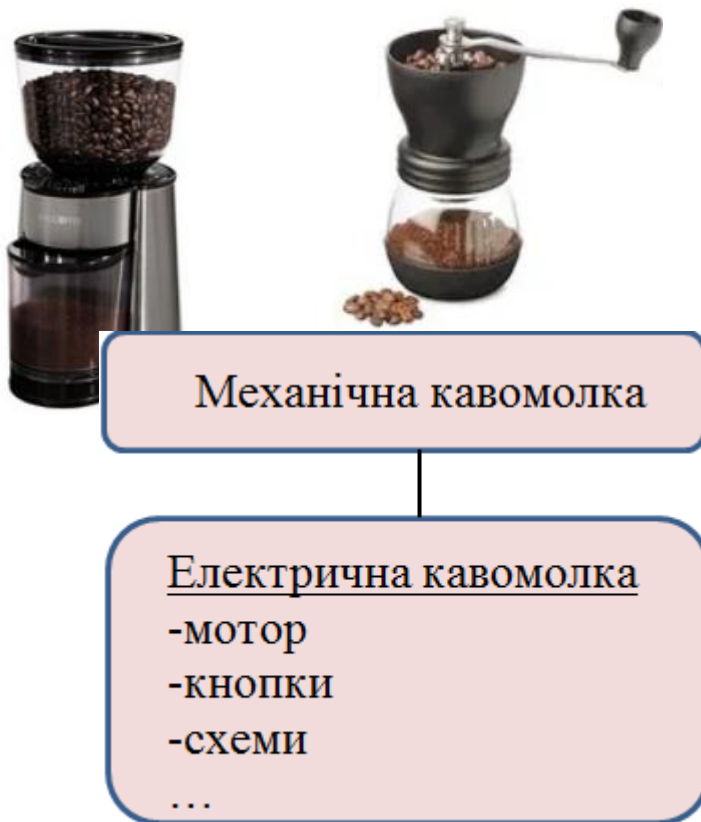 Механічна кавомолка
Електрична кавомолка
-мотор
-кнопки
-схеми
...